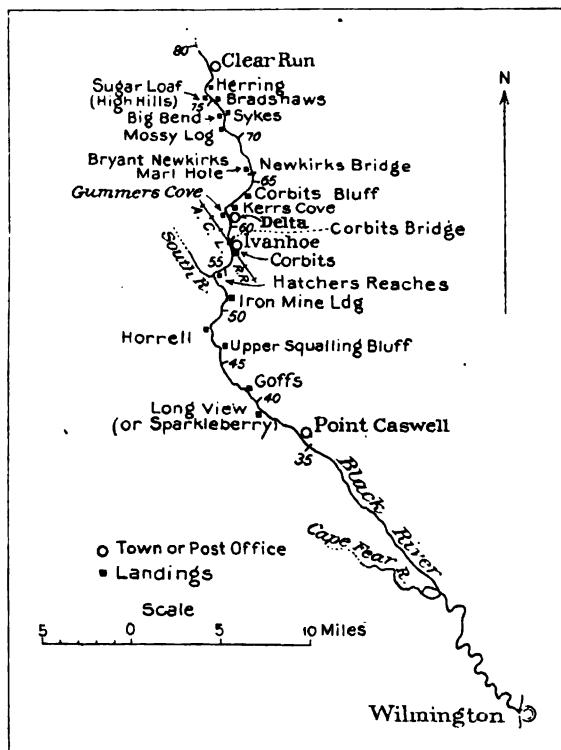 80
Clear Run
N
Sugar Loaf
(High Hills)
Herring
75
Bradshaws
Big Bend
Sykes
Mossy Log
70
Bryant Newkirks
Marl Hole
Newkirks Bridge
65
Gummers Cove
Corbits Bluff
Kerrs Cove
Delta
60
A. C. L.
R.R.
Corbits Bridge
Ivanhoe
Corbits
South R.
55
Hatchers Reaches
Iron Mine Ldg
50
Horrell
Upper Squalling Bluff
45
Goffs
40
Long View
(or Sparkleberry)
Point Caswell
35
Black River
Cape Fear R.
Town or Post Office
Landings
Scale
5 0 5 10 Miles
Wilmington